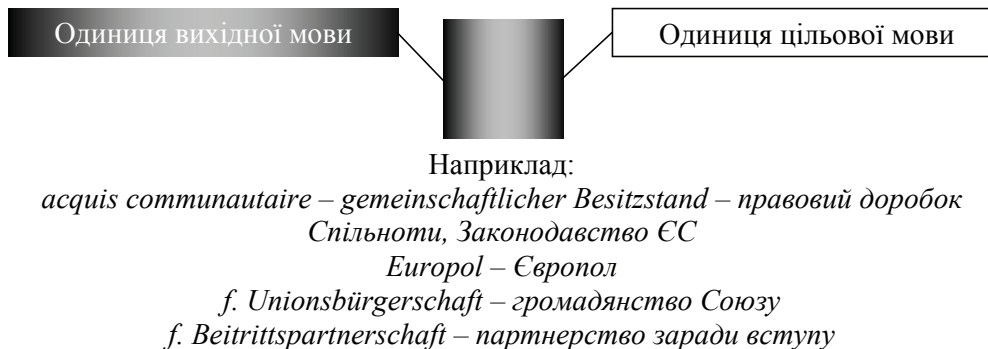 Одиниця вихідної мови
Одиниця цільової мови
Наприклад:
acquis communautaire – gemeinschaftlicher Besitzstand – правовий доробок
Спільноти, Законодавство ЄС
Europol – Європол
f. Unionsbürgerschaft – громадянство Союзу
f. Beitrittspartnerschaft – партнерство заради вступу